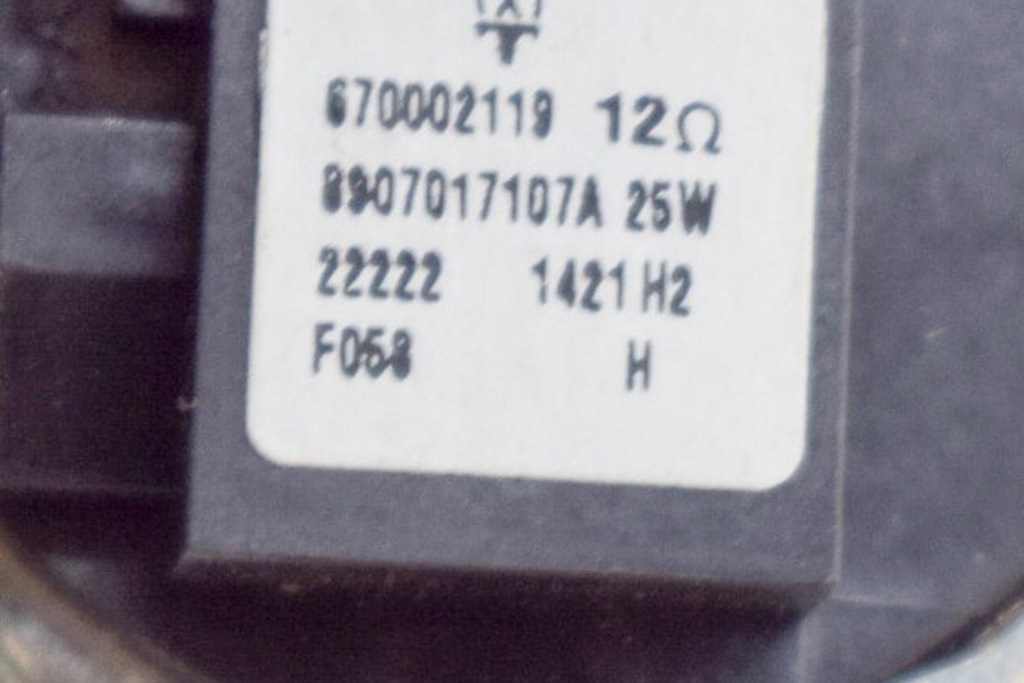 670002119 12Ω
8907017107A 25W
22222 1421 H2
F058 H